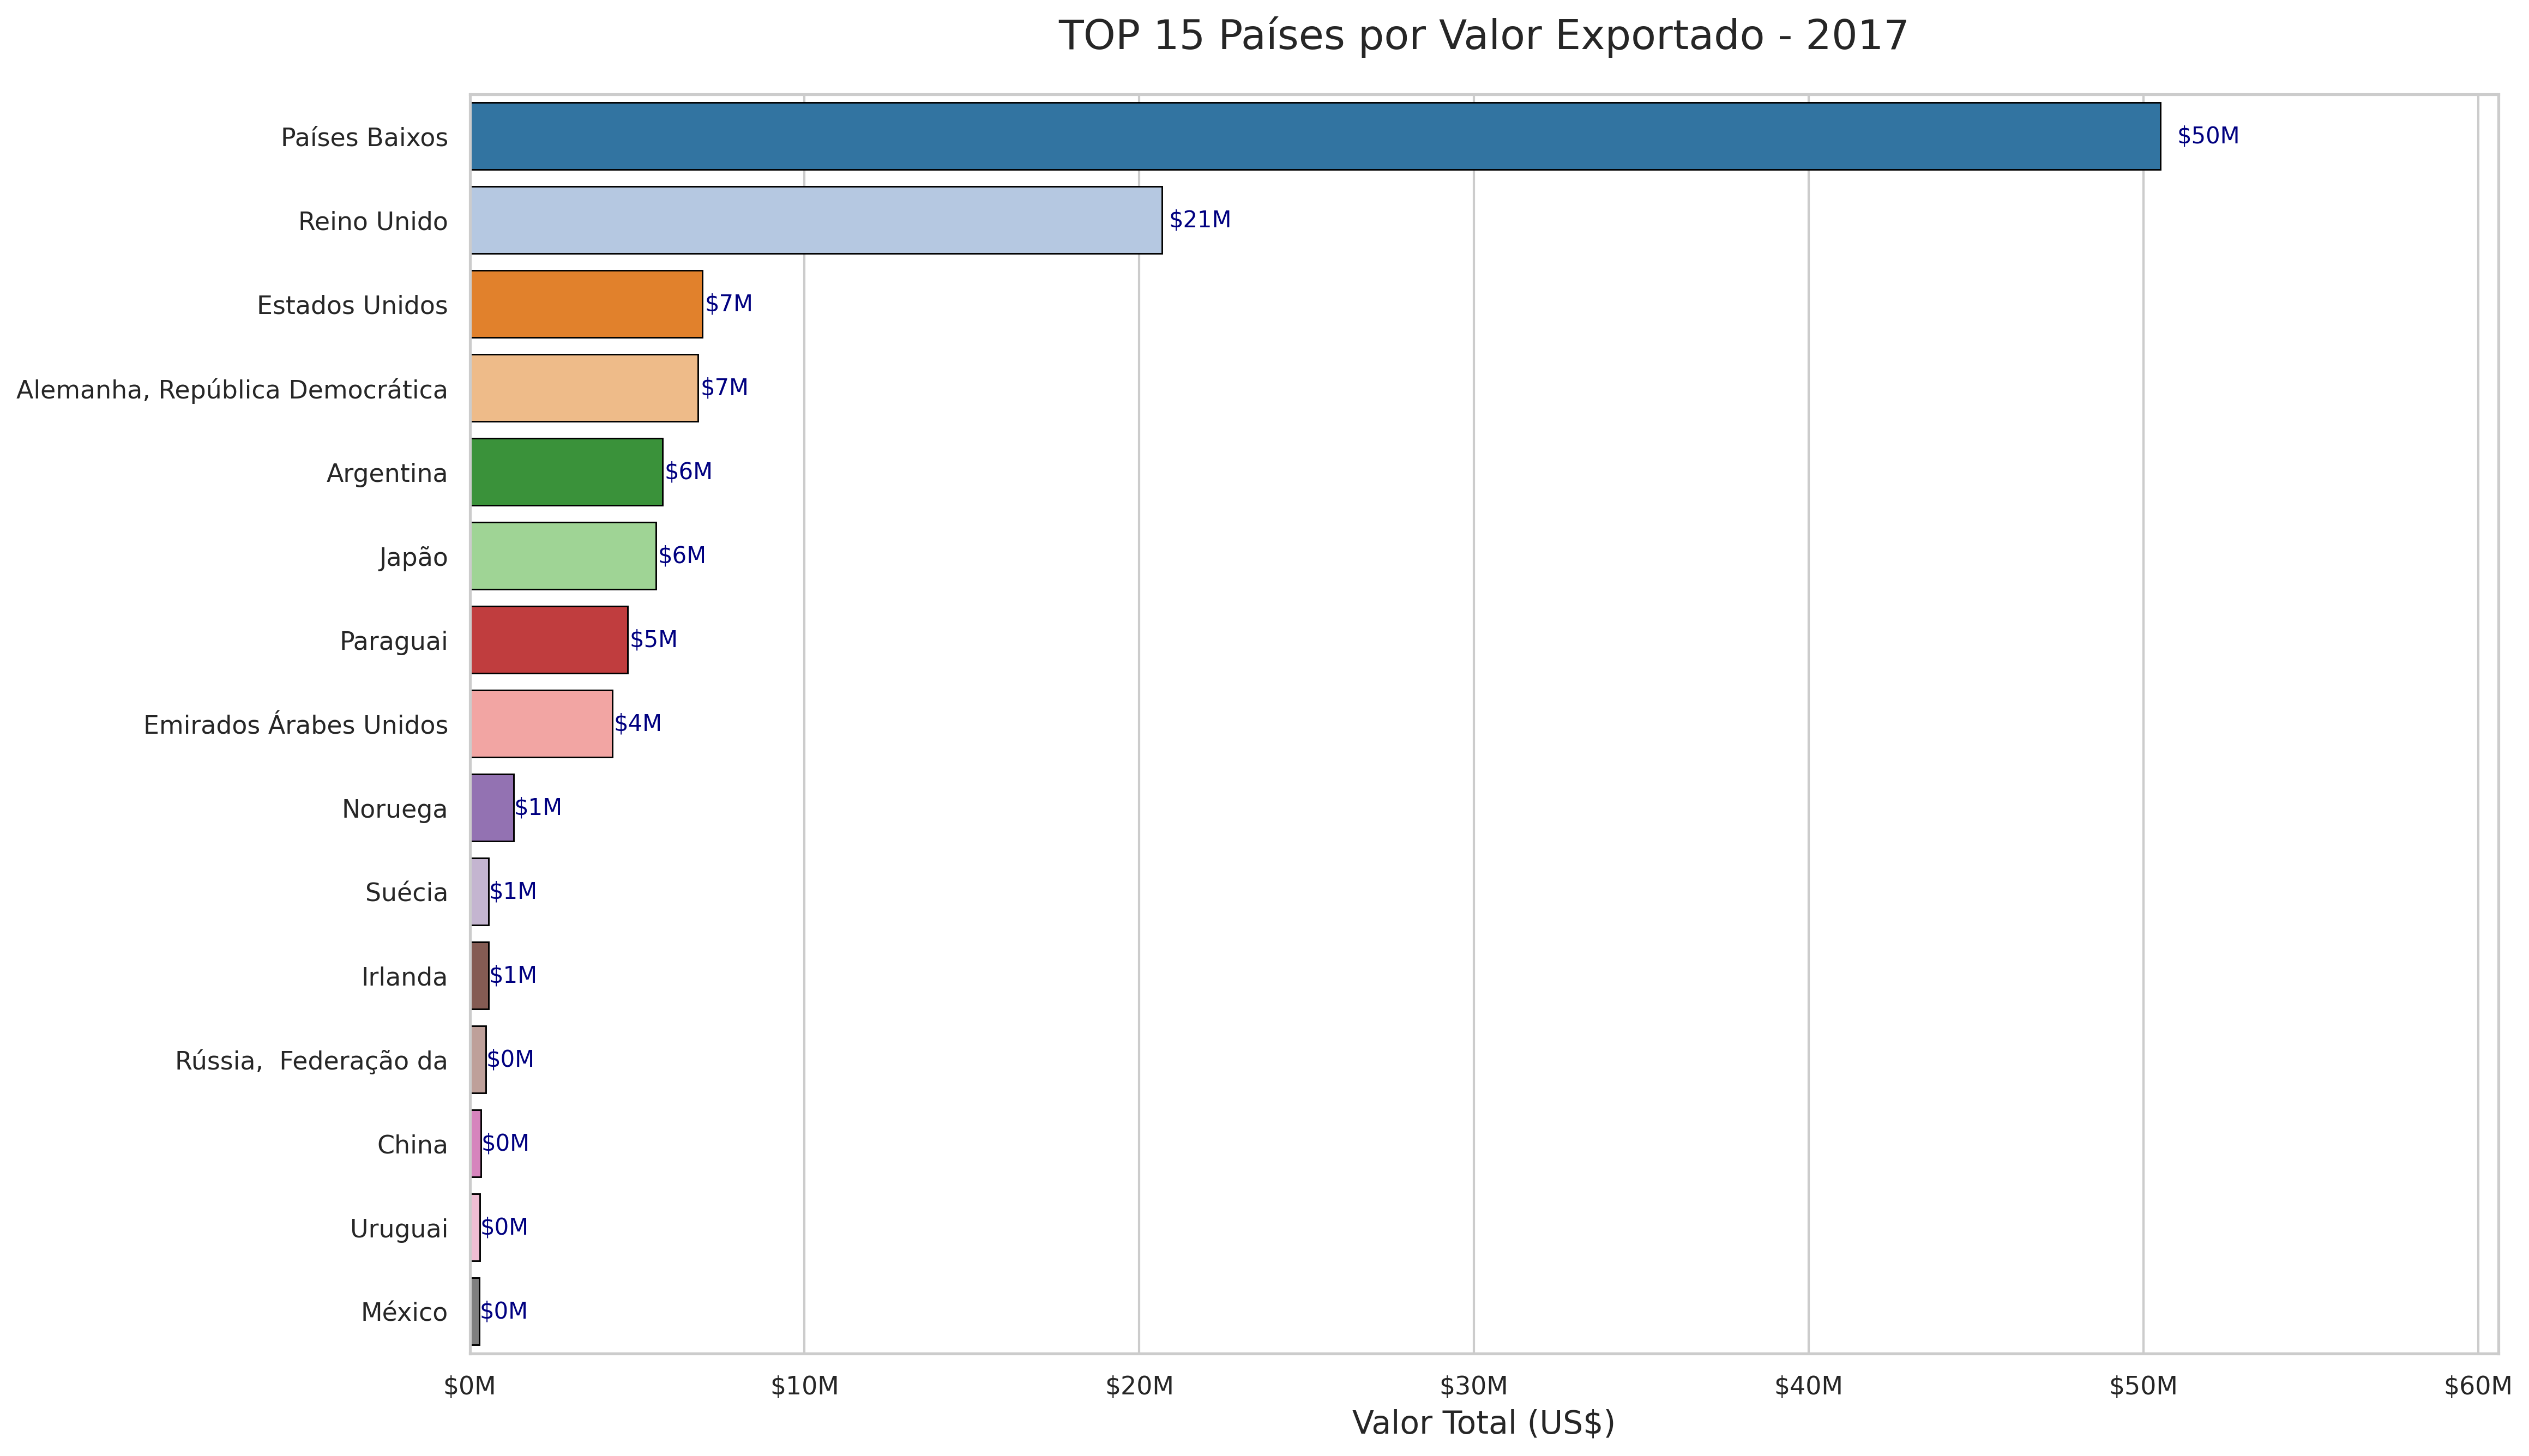 TOP 15 Países por Valor Exportado - 2017
Países Baixos $50M
Reino Unido $21M
Estados Unidos $7M
Alemanha, República Democrática $7M
Argentina $6M
Japão $6M
Paraguai $5M
Emirados Árabes Unidos $4M
Noruega $1M
Suécia $1M
Irlanda $1M
Rússia,  Federação da $0M
China $0M
Uruguai $0M
México $0M
$0M $10M $20M $30M $40M $50M $60M
Valor Total (US$)